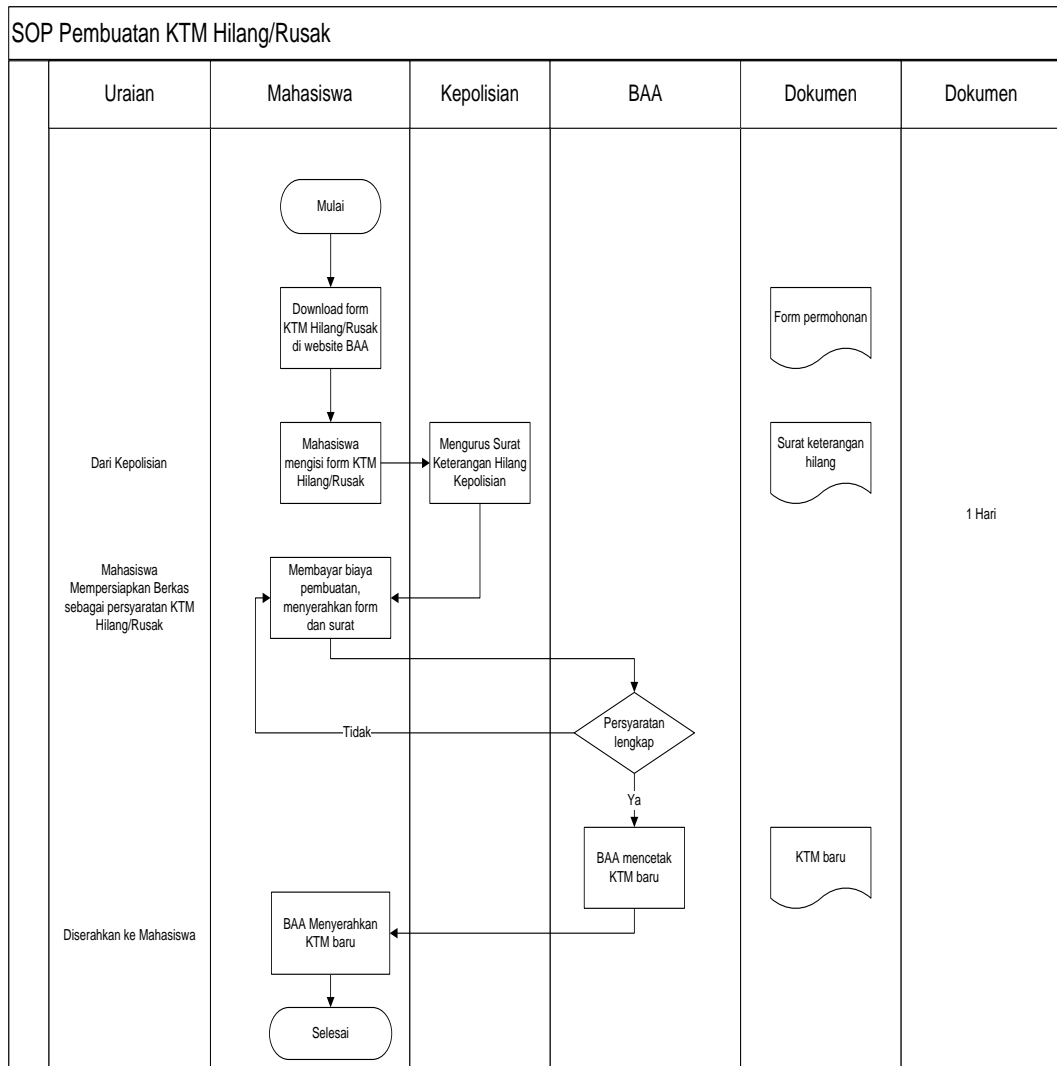 SOP Pembuatan KTM Hilang/Rusak
Uraian
Mahasiswa
Kepolisian
BAA
Dokumen
Dokumen
Mulai
Download form
KTM Hilang/Rusak
di website BAA
Form permohonan
Dari Kepolisian
Mahasiswa
mengisi form KTM
Hilang/Rusak
Mengurus Surat
Keterangan Hilang
Kepolisian
Surat keterangan
hilang
1 Hari
Mahasiswa
Mempersiapkan Berkas
sebagai persyaratan KTM
Hilang/Rusak
Membayar biaya
pembuatan,
menyerahkan form
dan surat
Persyaratan
lengkap
Tidak
Ya
BAA mencetak
KTM baru
KTM baru
Diserahkan ke Mahasiswa
BAA Menyerahkan
KTM baru
Selesai